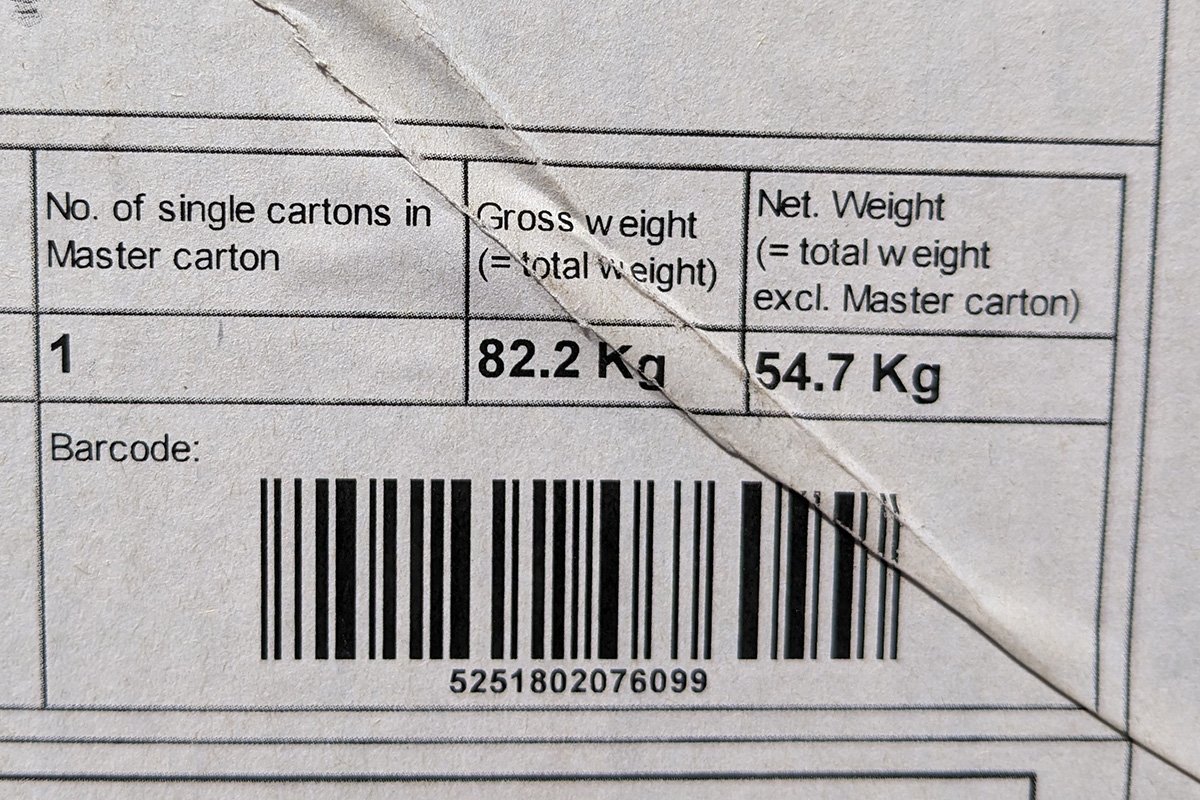 No. of single cartons in
Master carton
Gross weight
(= total weight)
Net. Weight
(= total weight
excl. Master carton)
1
82.2 Kg
54.7 Kg
Barcode:
5251802076099